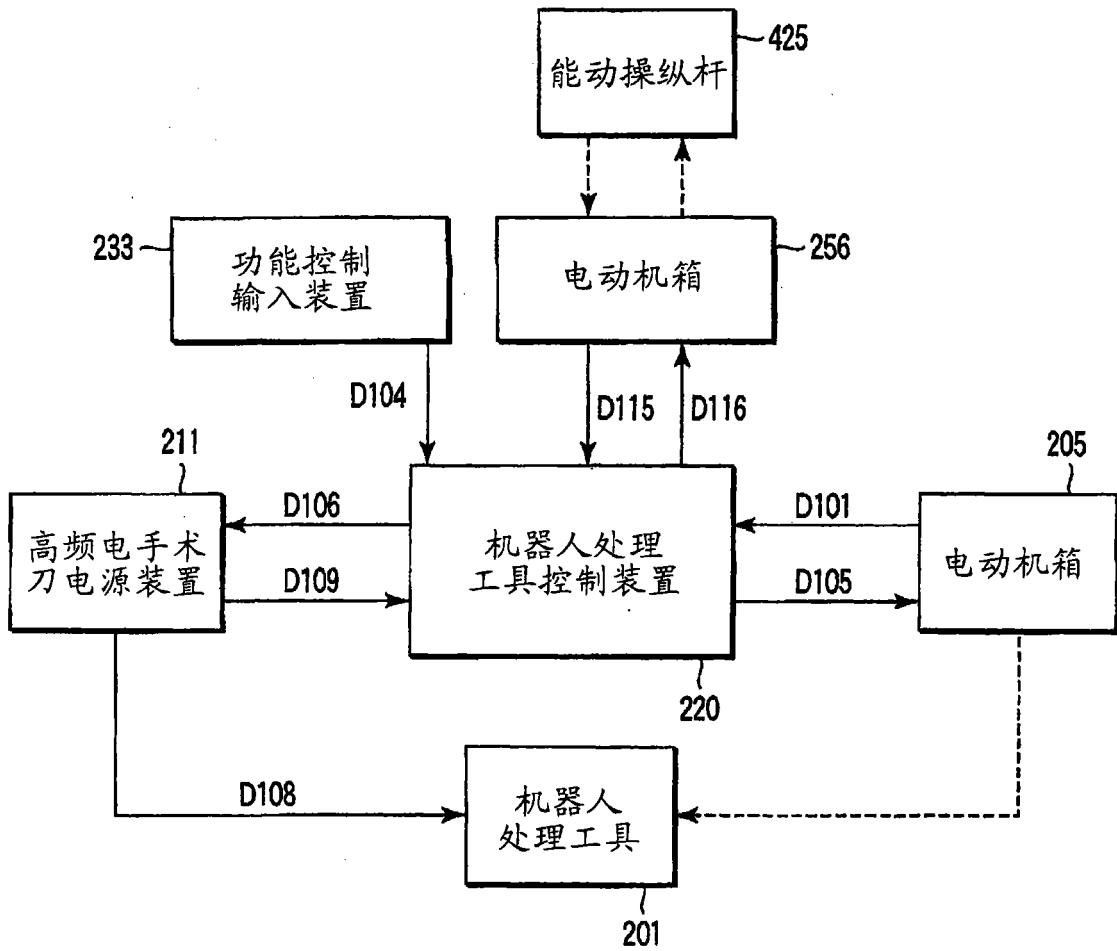 425
能动操纵杆
233
功能控制
输入装置
256
电动机箱
D104
D115
D116
211
高频电手术
刀电源装置
D106
D109
机器人处理
工具控制装置
220
D101
D105
205
电动机箱
D108
机器人
处理工具
201